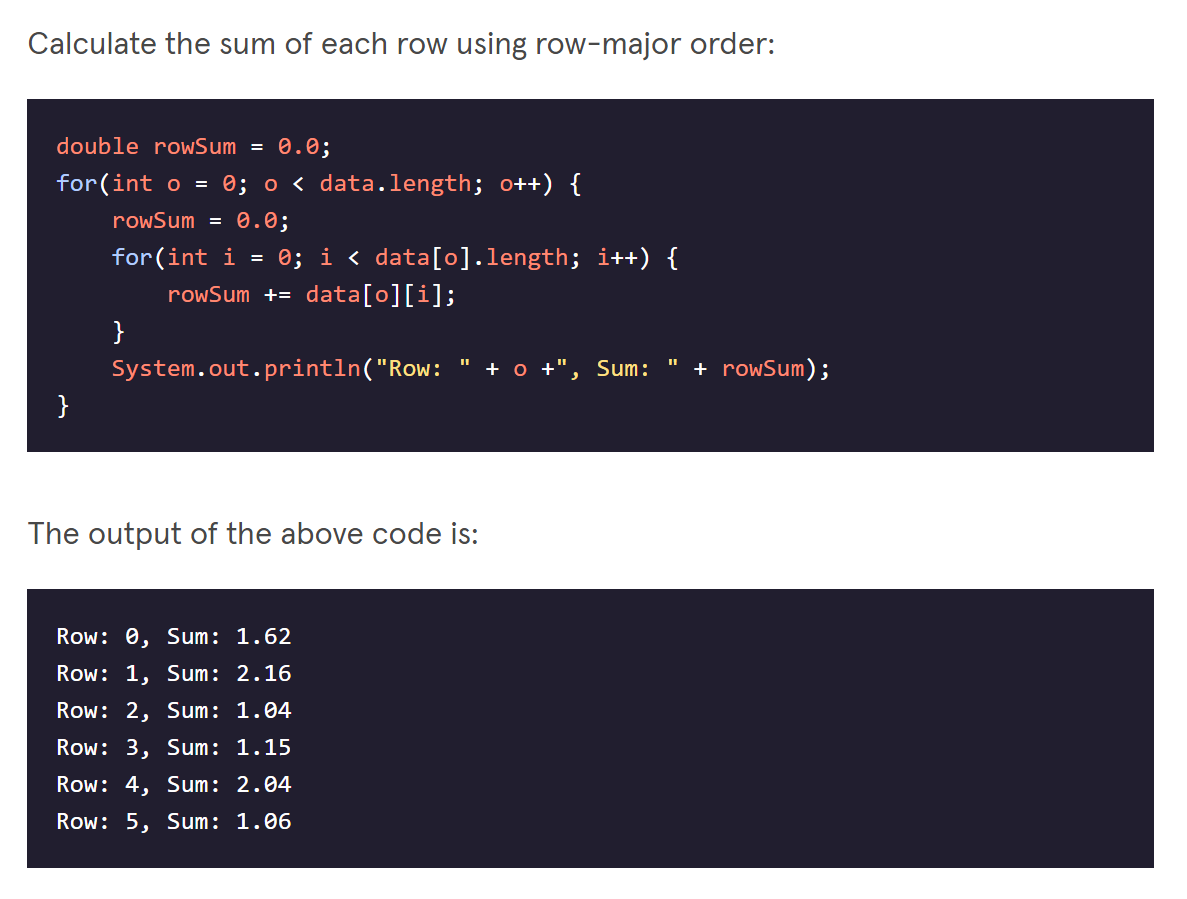 Calculate the sum of each row using row-major order:
double rowSum = 0.0;
for(int o = 0; o < data.length; o++) {
    rowSum = 0.0;
    for(int i = 0; i < data[o].length; i++) {
        rowSum += data[o][i];
    }
    System.out.println("Row: " + o +", Sum: " + rowSum);
}
The output of the above code is:
Row: 0, Sum: 1.62
Row: 1, Sum: 2.16
Row: 2, Sum: 1.04
Row: 3, Sum: 1.15
Row: 4, Sum: 2.04
Row: 5, Sum: 1.06